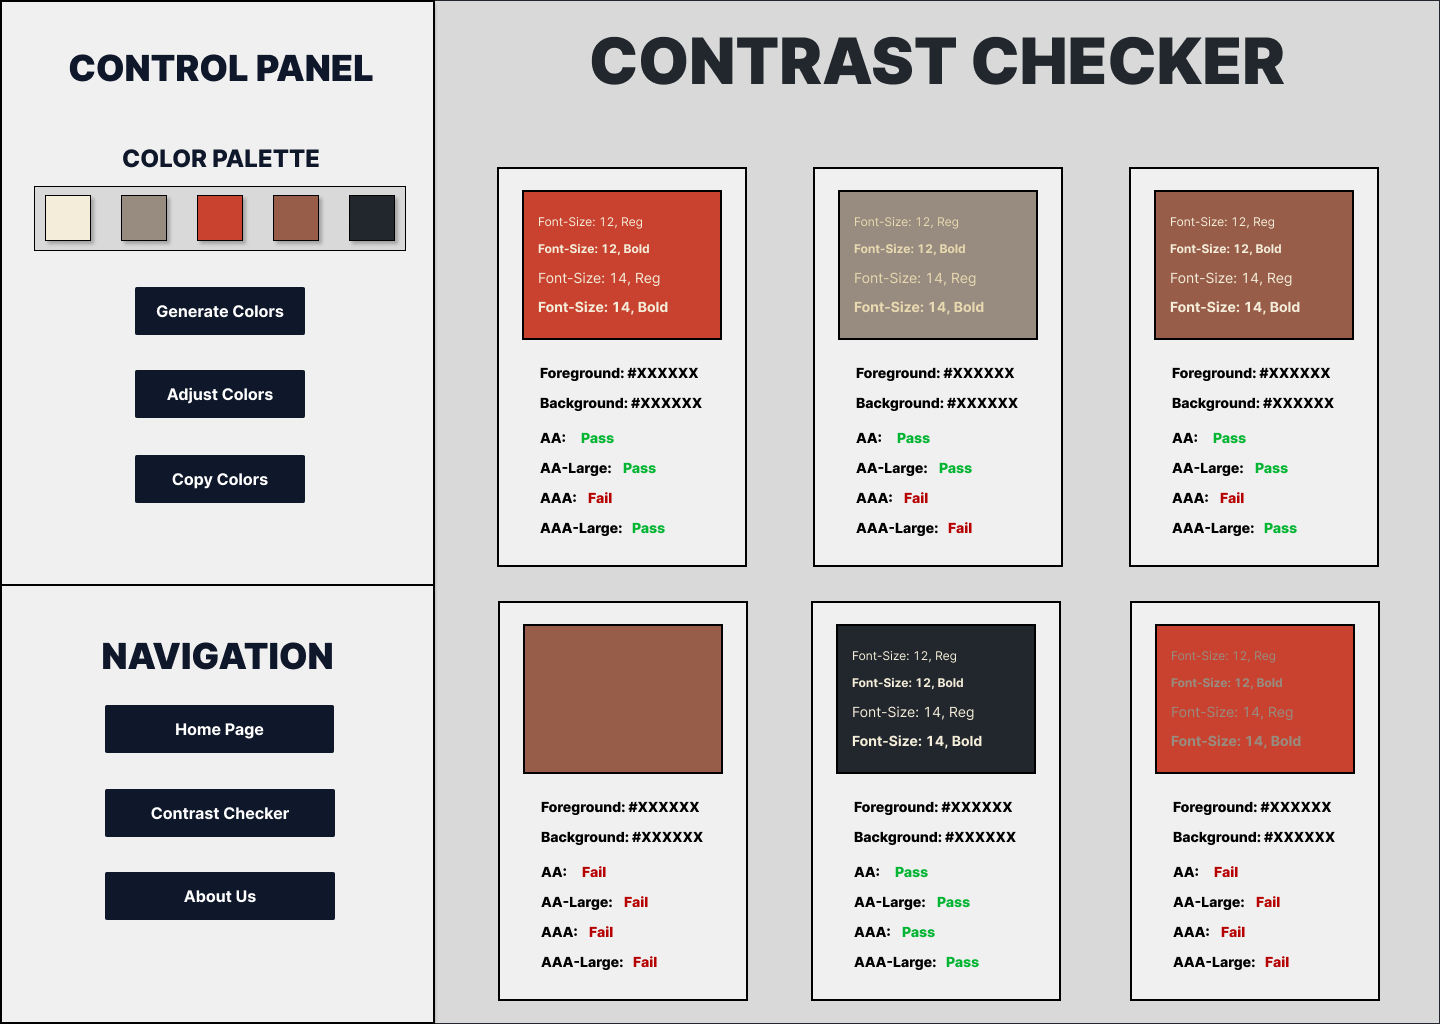 CONTROL PANEL
COLOR PALETTE
Generate Colors
Adjust Colors
Copy Colors
NAVIGATION
Home Page
Contrast Checker
About Us
CONTRAST CHECKER
Font-Size: 12, Reg
Font-Size: 12, Bold
Font-Size: 14, Reg
Font-Size: 14, Bold
Foreground: #XXXXXX
Background: #XXXXXX
AA: Pass
AA-Large: Pass
AAA: Fail
AAA-Large: Pass
Font-Size: 12, Reg
Font-Size: 12, Bold
Font-Size: 14, Reg
Font-Size: 14, Bold
Foreground: #XXXXXX
Background: #XXXXXX
AA: Pass
AA-Large: Pass
AAA: Fail
AAA-Large: Fail
Font-Size: 12, Reg
Font-Size: 12, Bold
Font-Size: 14, Reg
Font-Size: 14, Bold
Foreground: #XXXXXX
Background: #XXXXXX
AA: Pass
AA-Large: Pass
AAA: Fail
AAA-Large: Pass
Foreground: #XXXXXX
Background: #XXXXXX
AA: Fail
AA-Large: Fail
AAA: Fail
AAA-Large: Fail
Font-Size: 12, Reg
Font-Size: 12, Bold
Font-Size: 14, Reg
Font-Size: 14, Bold
Foreground: #XXXXXX
Background: #XXXXXX
AA: Pass
AA-Large: Pass
AAA: Pass
AAA-Large: Pass
Font-Size: 12, Reg
Font-Size: 12, Bold
Font-Size: 14, Reg
Font-Size: 14, Bold
Foreground: #XXXXXX
Background: #XXXXXX
AA: Fail
AA-Large: Fail
AAA: Fail
AAA-Large: Fail